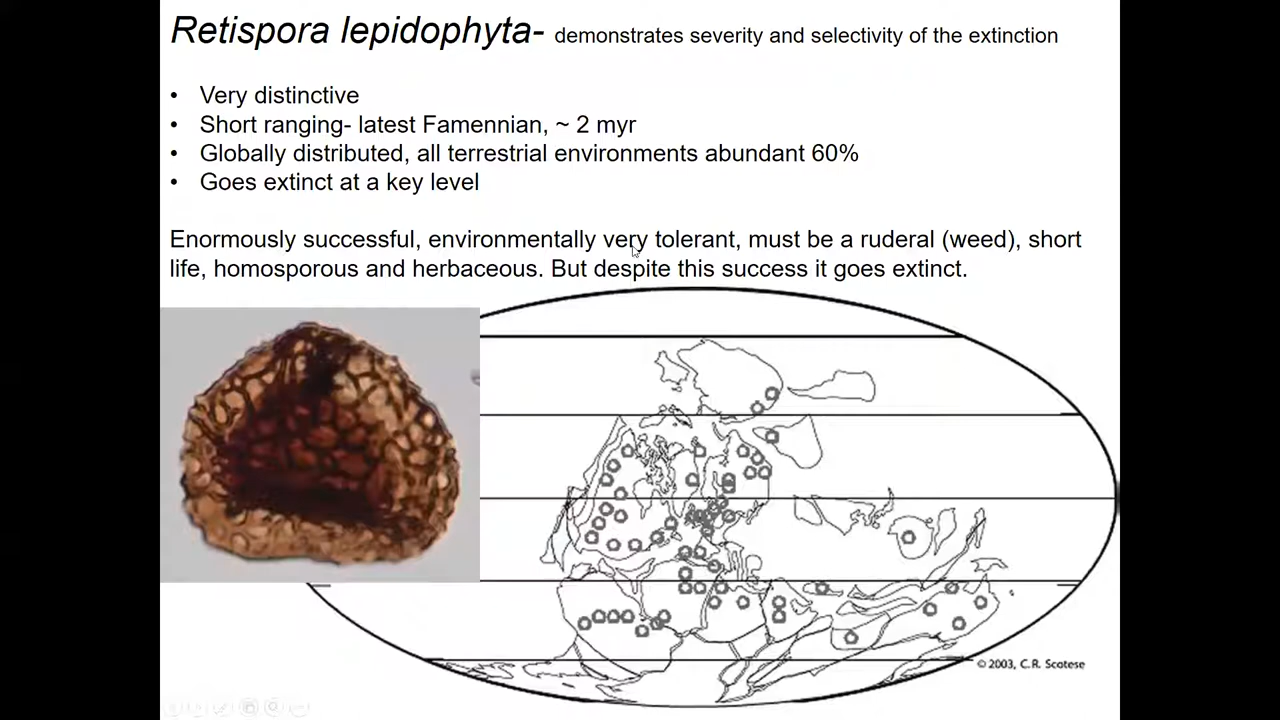 Retispora lepidophyta- demonstrates severity and selectivity of the extinction
• Very distinctive
• Short ranging- latest Famennian, ~ 2 myr
• Globally distributed, all terrestrial environments abundant 60%
• Goes extinct at a key level
Enormously successful, environmentally very tolerant, must be a ruderal (weed), short
life, homosporous and herbaceous. But despite this success it goes extinct.
© 2003, C.R. Scotese